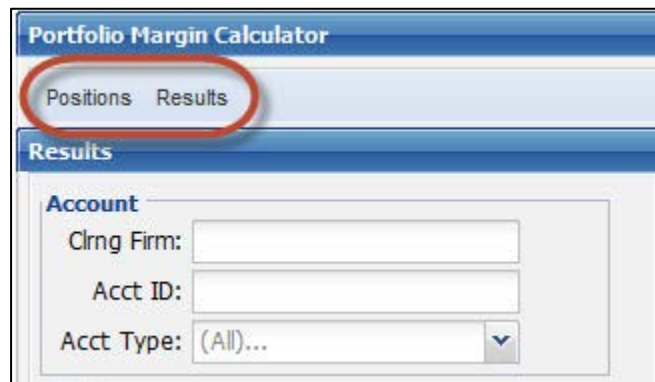 Portfolio Margin Calculator
Positions Results
Results
Account
Clrng Firm:
Acct ID:
Acct Type: (All)...